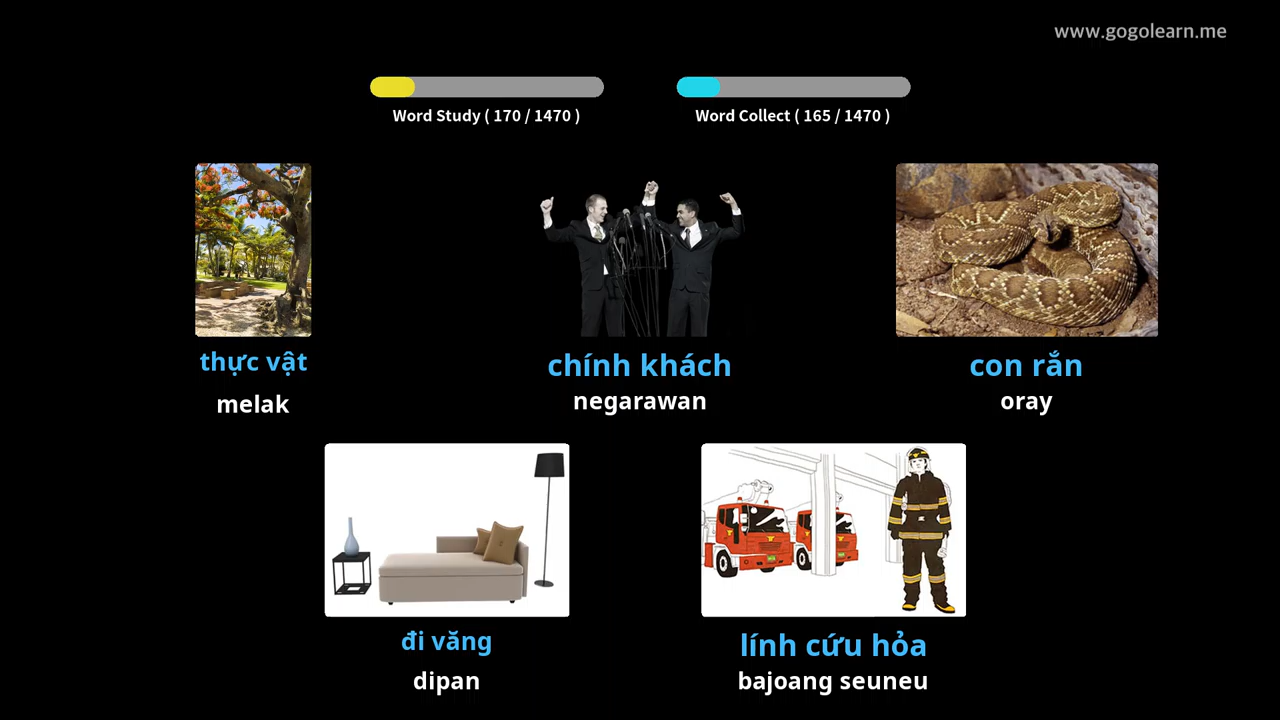 www.gogolearn.me
Word Study ( 170 / 1470 )
Word Collect ( 165 / 1470 )
thực vật
melak
chính khách
negarawan
con rắn
oray
đi văng
dipan
lính cứu hỏa
bajoang seuneu